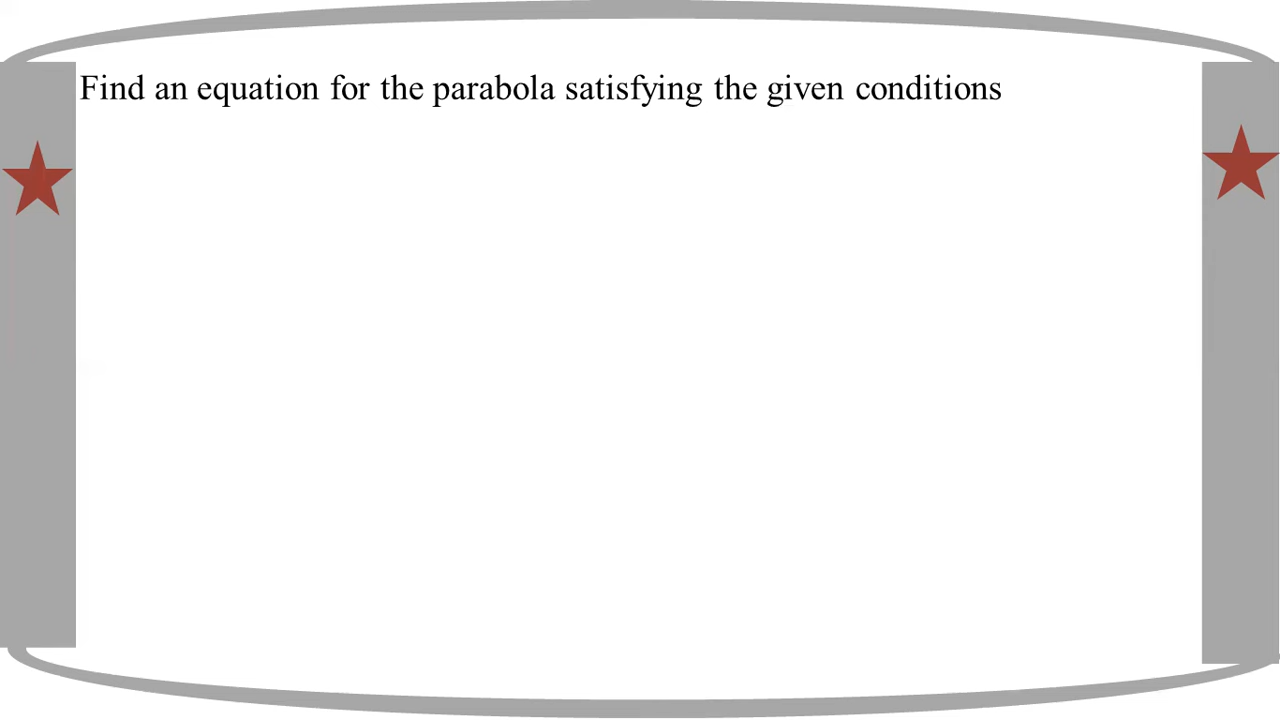 Find an equation for the parabola satisfying the given conditions